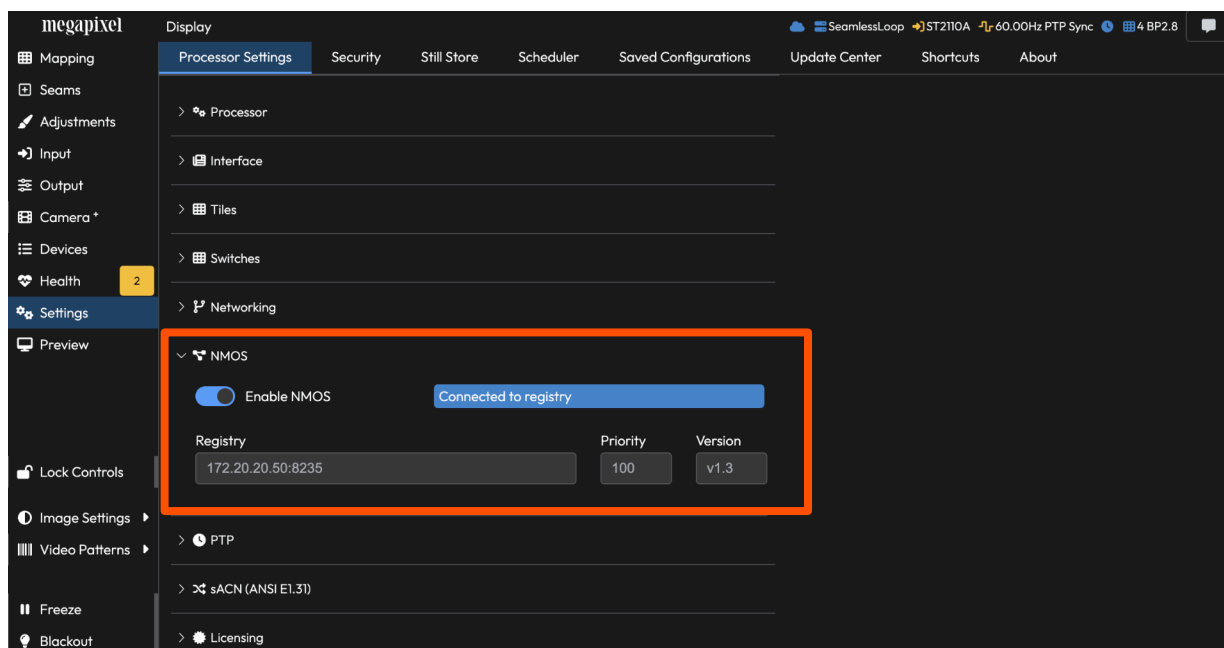 megapixel
Display
SeamlessLoop ST2110A 60.00Hz PTP Sync 4 BP2.8
Processor Settings Security Still Store Scheduler Saved Configurations Update Center Shortcuts About
Mapping
Seams
Adjustments
Input
Output
Camera +
Devices
Health 2
Settings
Preview
Lock Controls
Image Settings
Video Patterns
Freeze
Blackout
Processor
Interface
Tiles
Switches
Networking
NMOS
Enable NMOS Connected to registry
Registry Priority Version
172.20.20.50:8235 100 v1.3
PTP
sACN (ANSI E1.31)
Licensing